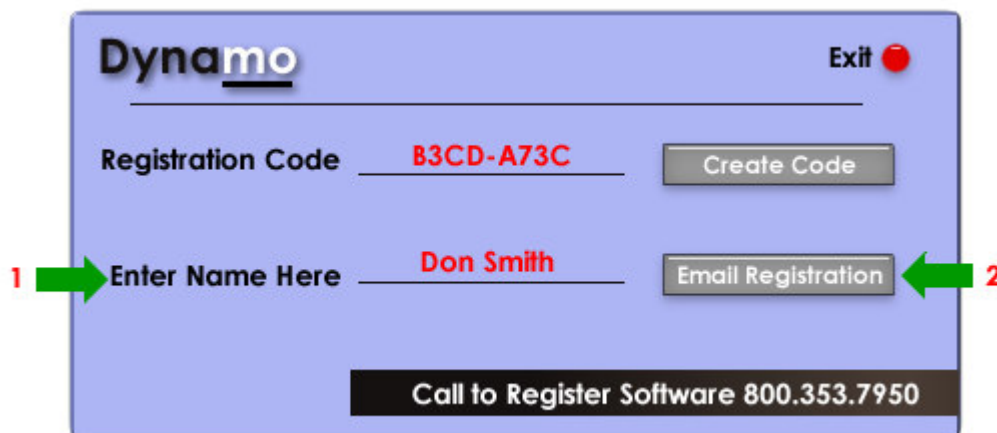 Dynamo
Exit
Registration Code B3CD-A73C Create Code
1 Enter Name Here Don Smith Email Registration 2
Call to Register Software 800.353.7950